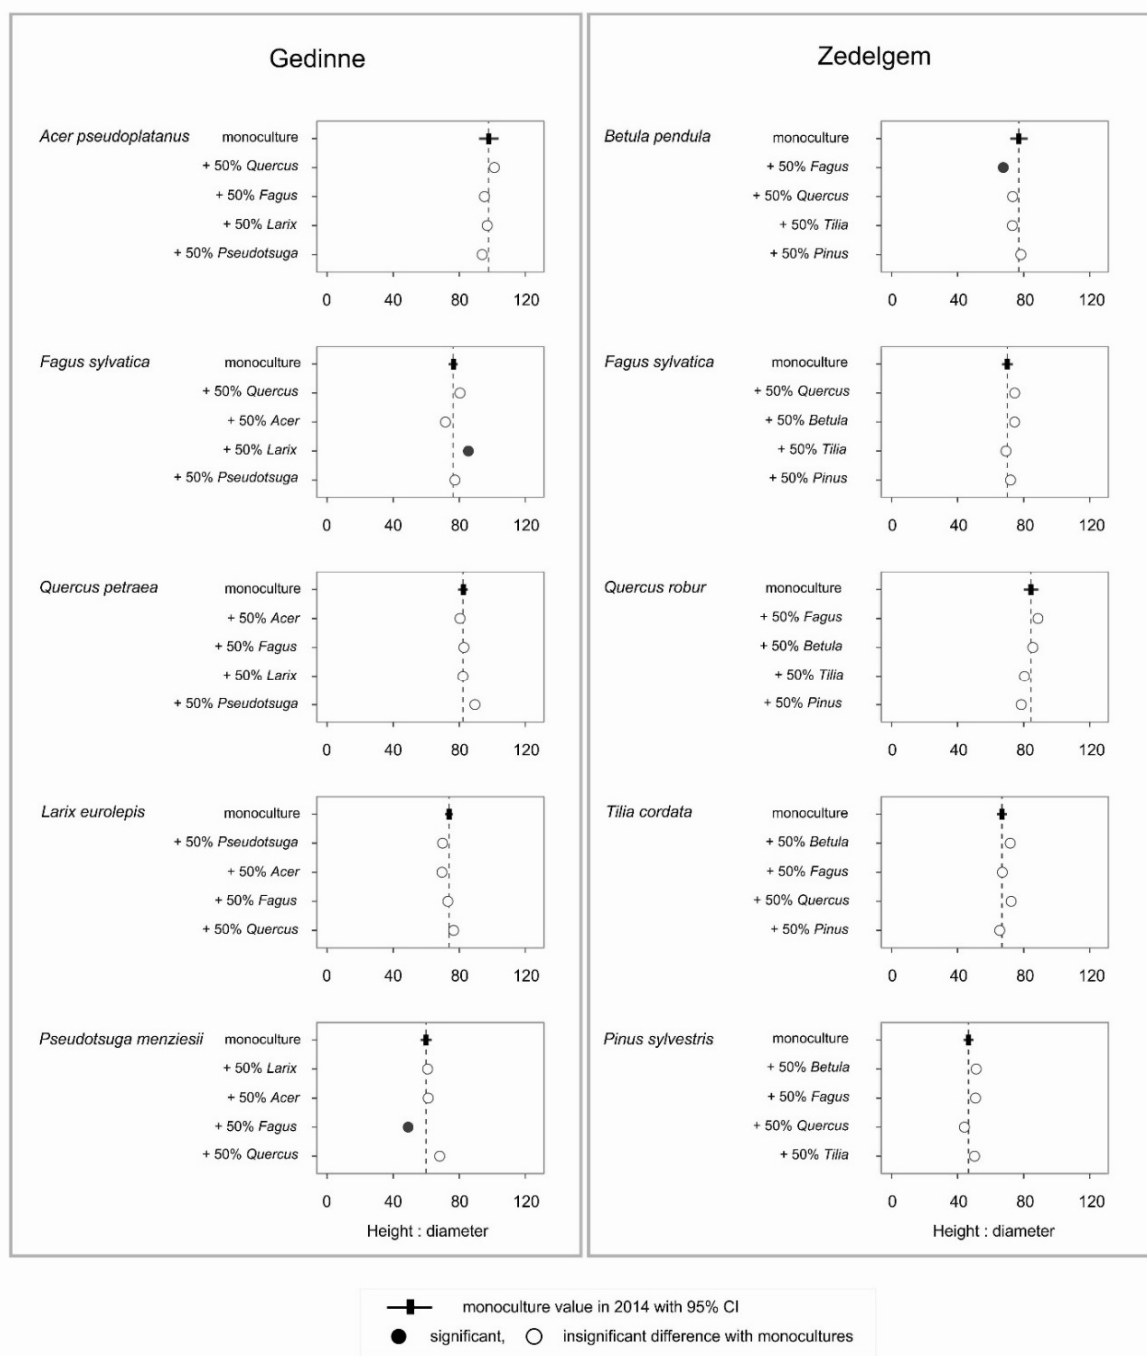 Gedinne
Acer pseudoplatanus monoculture
+ 50% Quercus
+ 50% Fagus
+ 50% Larix
+ 50% Pseudotsuga
0 40 80 120
Fagus sylvatica monoculture
+ 50% Quercus
+ 50% Acer
+ 50% Larix
+ 50% Pseudotsuga
0 40 80 120
Quercus petraea monoculture
+ 50% Acer
+ 50% Fagus
+ 50% Larix
+ 50% Pseudotsuga
0 40 80 120
Larix eurolepis monoculture
+ 50% Pseudotsuga
+ 50% Acer
+ 50% Fagus
+ 50% Quercus
0 40 80 120
Pseudotsuga menziesii monoculture
+ 50% Larix
+ 50% Acer
+ 50% Fagus
+ 50% Quercus
0 40 80 120
Height : diameter
Zedelgem
Betula pendula monoculture
+ 50% Fagus
+ 50% Quercus
+ 50% Tilia
+ 50% Pinus
0 40 80 120
Fagus sylvatica monoculture
+ 50% Quercus
+ 50% Betula
+ 50% Tilia
+ 50% Pinus
0 40 80 120
Quercus robur monoculture
+ 50% Fagus
+ 50% Betula
+ 50% Tilia
+ 50% Pinus
0 40 80 120
Tilia cordata monoculture
+ 50% Betula
+ 50% Fagus
+ 50% Quercus
+ 50% Pinus
0 40 80 120
Pinus sylvestris monoculture
+ 50% Betula
+ 50% Fagus
+ 50% Quercus
+ 50% Tilia
0 40 80 120
Height : diameter
monoculture value in 2014 with 95% CI
significant, insignificant difference with monocultures